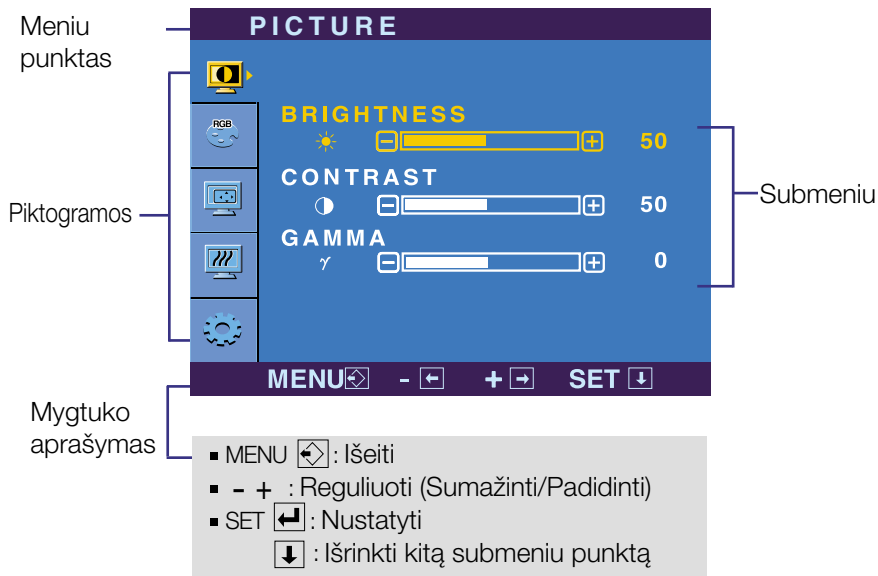 Meniu
punktas
PICTURE
RGB
BRIGHTNESS
50
CONTRAST
50
GAMMA
γ
0
Submeniu
Piktogramos
MENU - + SET
Mygtuko
aprašymas
MENU : Išeiti
- + : Reguliuoti (Sumažinti/Padidinti)
SET : Nustatyti
: Išrinkti kitą submeniu punktą